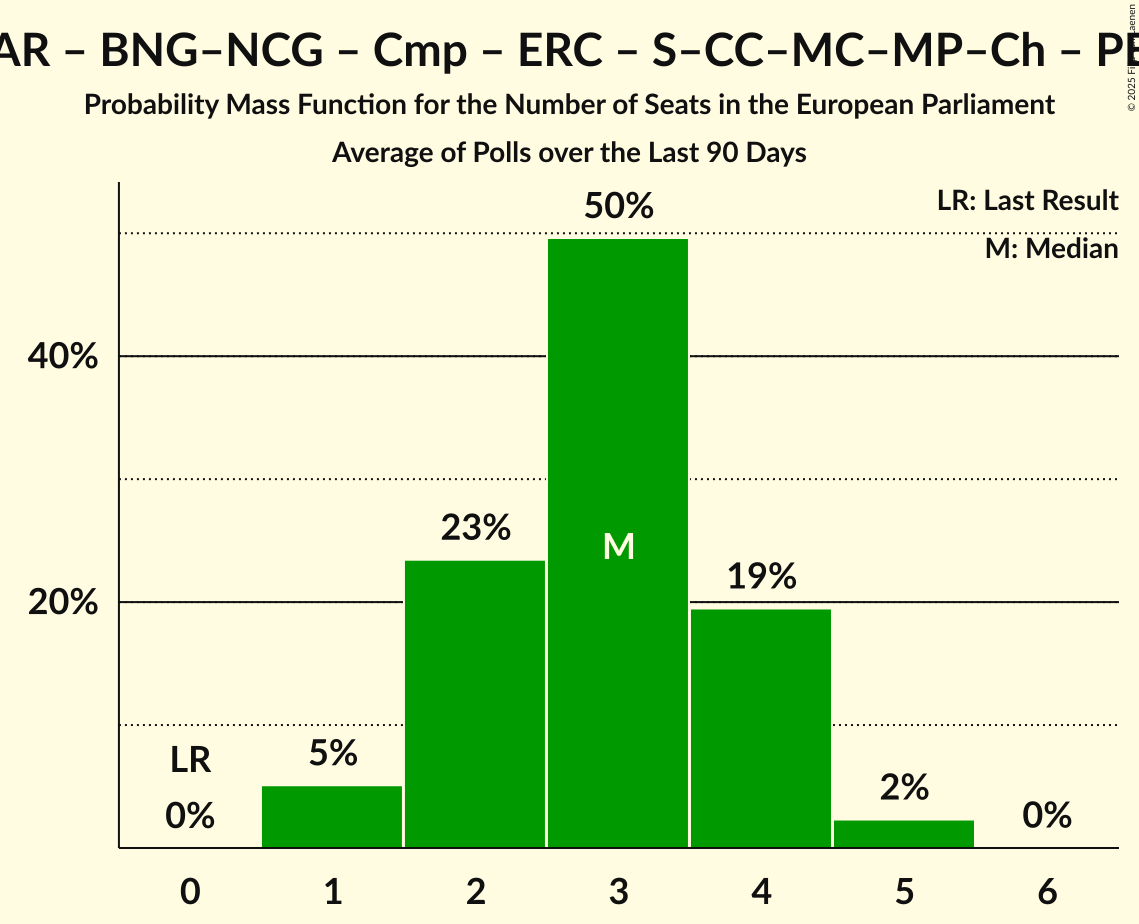 AR – BNG–NCG – Cmp – ERC – S–CC–MC–MP–Ch – PE
Probability Mass Function for the Number of Seats in the European Parliament
Average of Polls over the Last 90 Days
© 2025
LR: Last Result
M: Median
50%
40%
23%
M
19%
20%
LR
5%
2%
0%
0%
0 1 2 3 4 5 6